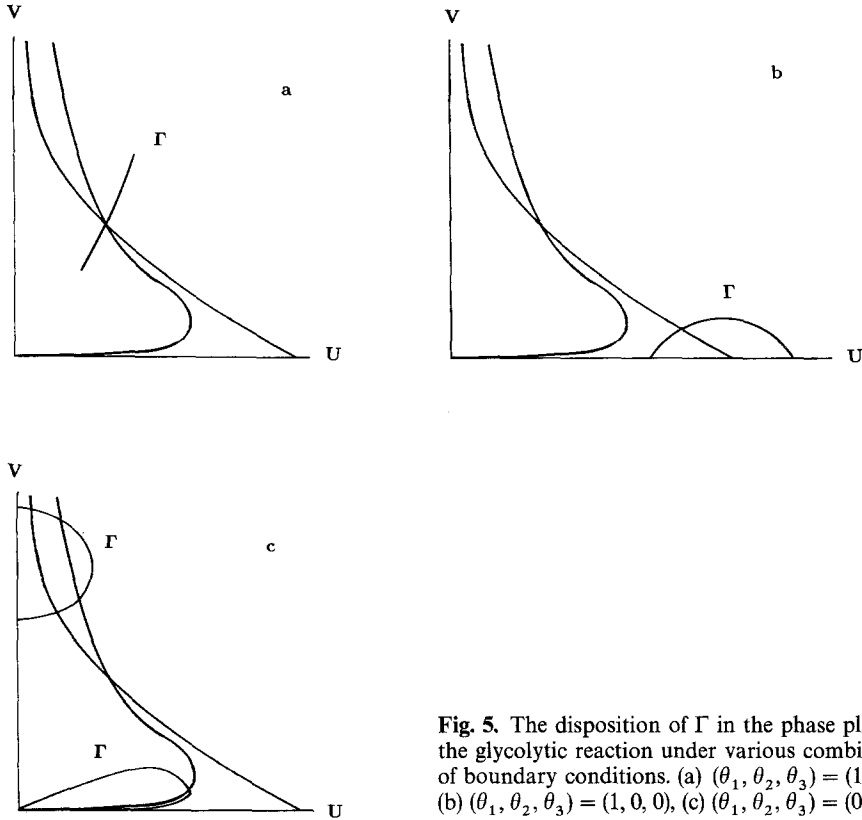 V
a
Γ
U
V
b
Γ
U
V
Γ
c
Γ
U
Fig. 5. The disposition of Γ in the phase pl
the glycolytic reaction under various combi
of boundary conditions. (a) (θ₁, θ₂, θ₃) = (1
(b) (θ₁, θ₂, θ₃) = (1, 0, 0), (c) (θ₁, θ₂, θ₃) = (0